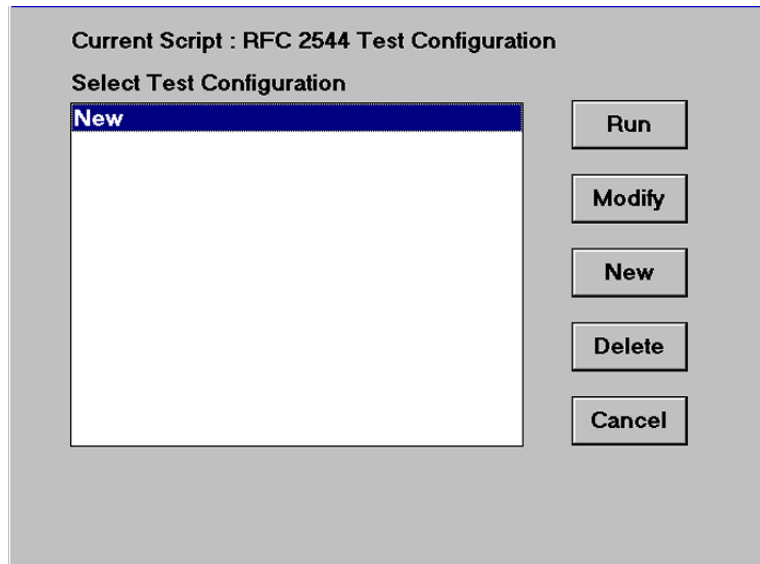 Current Script : RFC 2544 Test Configuration
Select Test Configuration
New
Run
Modify
New
Delete
Cancel